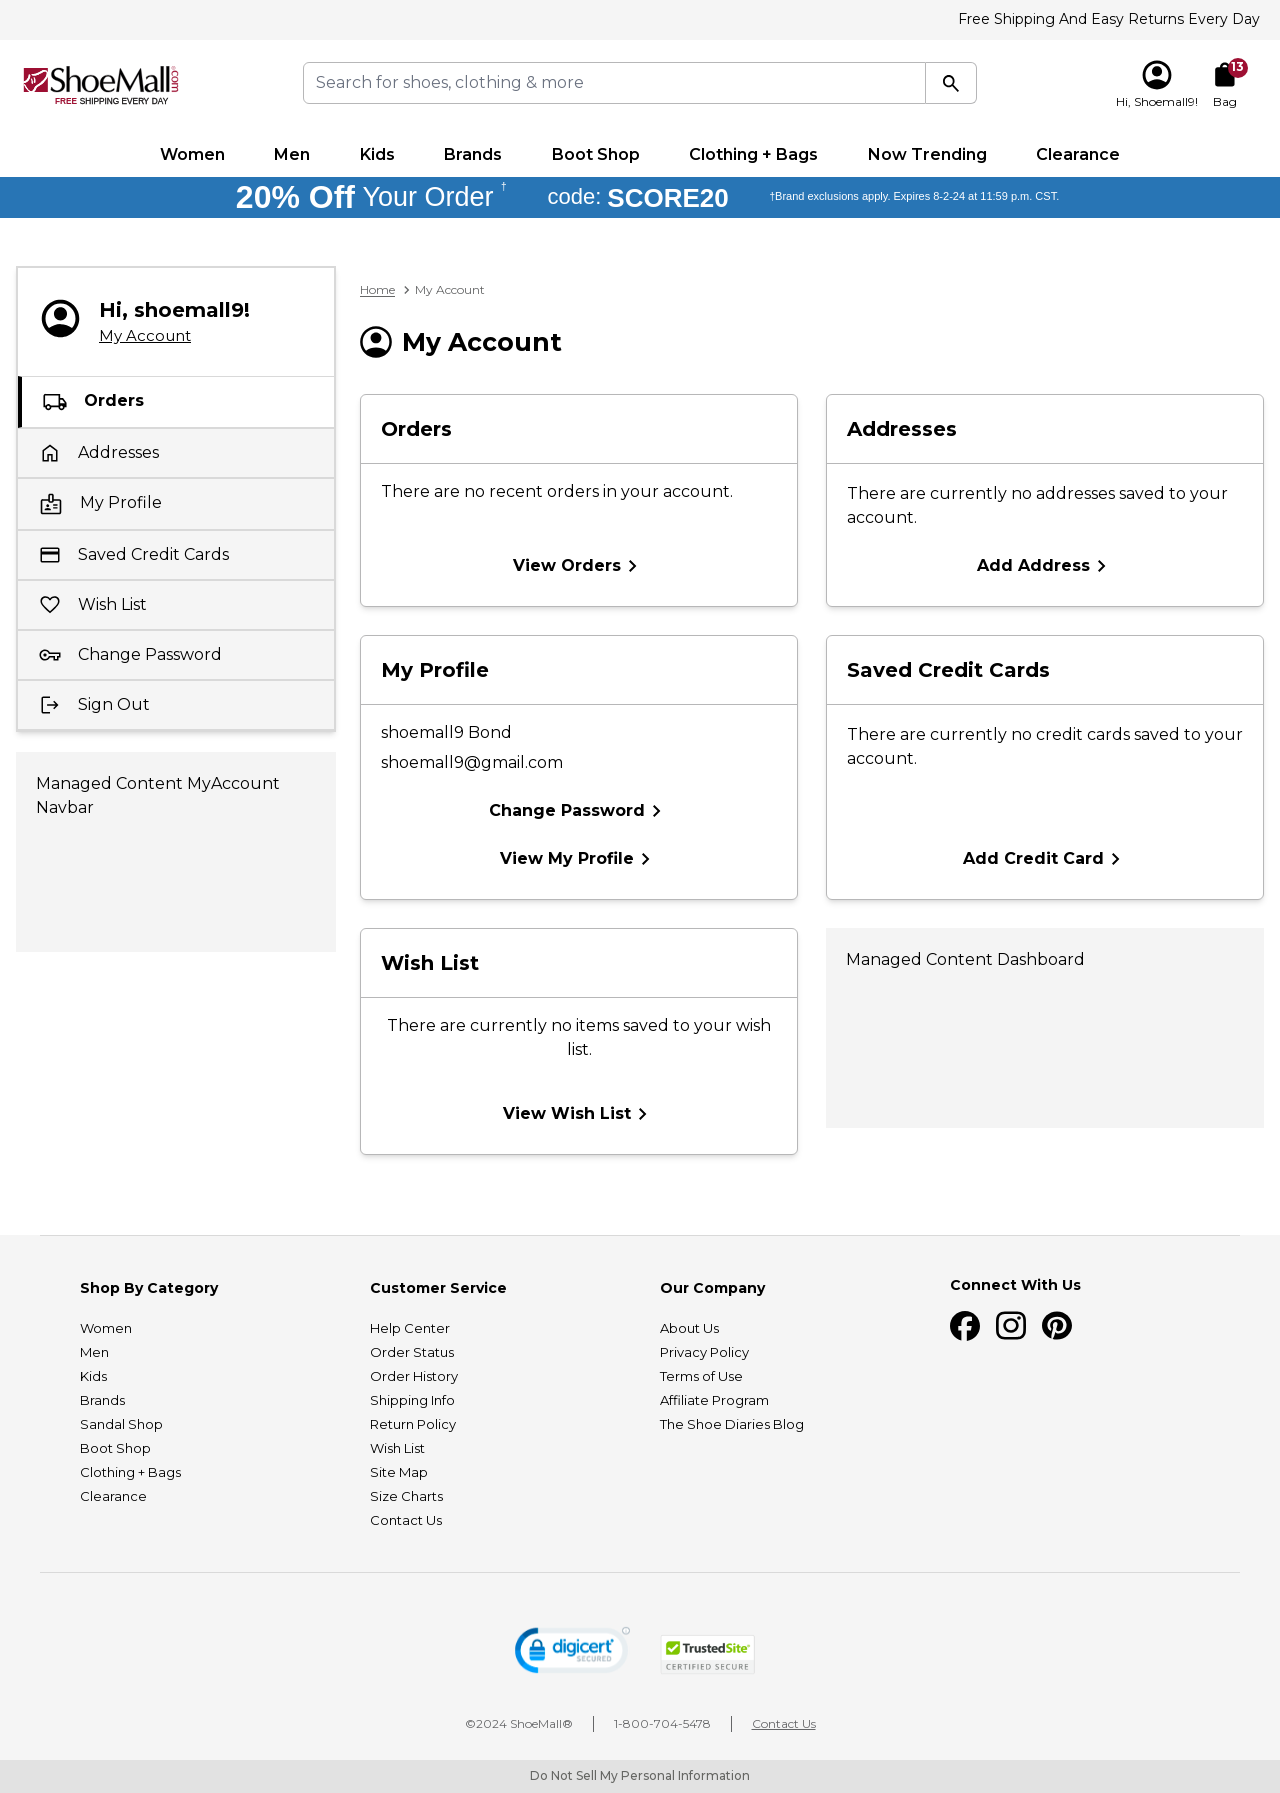 Free Shipping And Easy Returns Every Day
ShoeMall.com
FREE SHIPPING EVERY DAY
Search for shoes, clothing & more
Hi, Shoemall9!
13
Bag
Women Men Kids Brands Boot Shop Clothing + Bags Now Trending Clearance
20% Off Your Order † code: SCORE20 †Brand exclusions apply. Expires 8-2-24 at 11:59 p.m. CST.
Hi, shoemall9!
My Account
Orders
Addresses
My Profile
Saved Credit Cards
Wish List
Change Password
Sign Out
Managed Content MyAccount
Navbar
Home > My Account
My Account
Orders
There are no recent orders in your account.
View Orders
Addresses
There are currently no addresses saved to your
account.
Add Address
My Profile
shoemall9 Bond
shoemall9@gmail.com
Change Password
View My Profile
Saved Credit Cards
There are currently no credit cards saved to your
account.
Add Credit Card
Wish List
There are currently no items saved to your wish
list.
View Wish List
Managed Content Dashboard
Shop By Category
Women
Men
Kids
Brands
Sandal Shop
Boot Shop
Clothing + Bags
Clearance
Customer Service
Help Center
Order Status
Order History
Shipping Info
Return Policy
Wish List
Site Map
Size Charts
Contact Us
Our Company
About Us
Privacy Policy
Terms of Use
Affiliate Program
The Shoe Diaries Blog
Connect With Us
digicert
SECURED
TrustedSite
CERTIFIED SECURE
©2024 ShoeMall® 1-800-704-5478 Contact Us
Do Not Sell My Personal Information